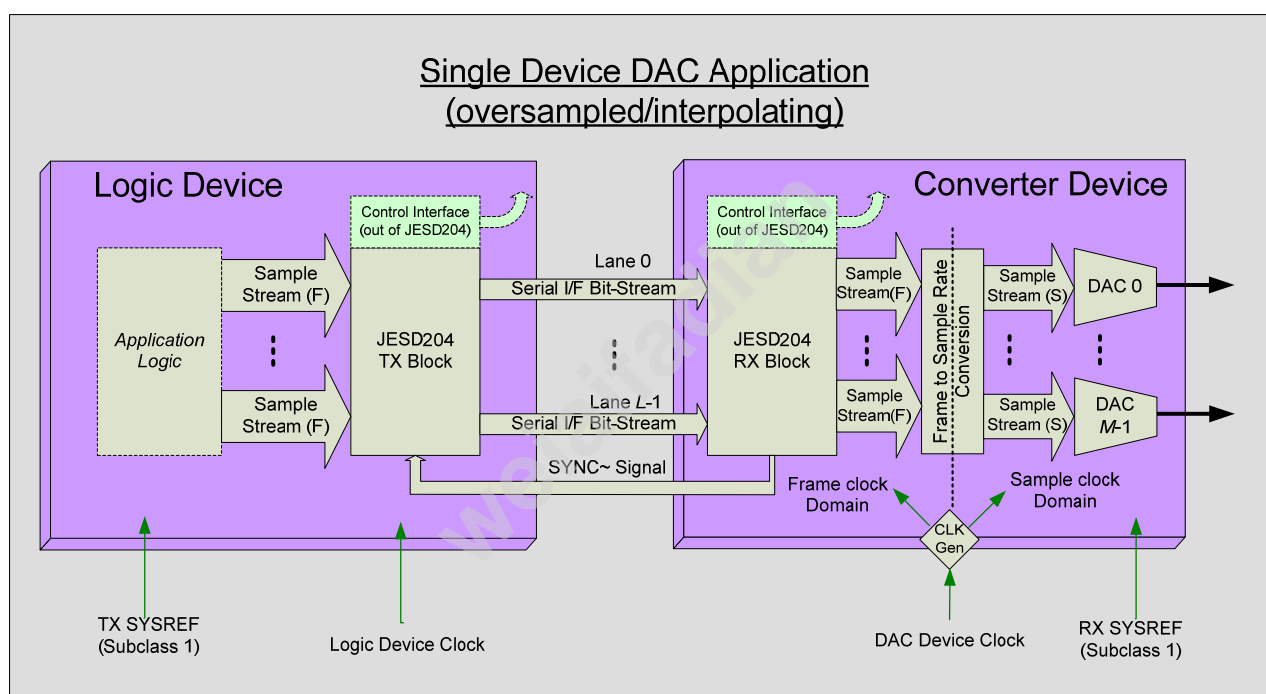 Single Device DAC Application
(oversampled/interpolating)
Logic Device
Converter Device
Control Interface
(out of JESD204)
Control Interface
(out of JESD204)
Application
Logic
Sample
Stream (F)
Sample
Stream (F)
JESD204
TX Block
Lane 0
Serial I/F Bit-Stream
Lane L-1
Serial I/F Bit-Stream
SYNC~ Signal
JESD204
RX Block
Sample
Stream(F)
Sample
Stream(F)
Frame to Sample Rate
Conversion
Sample
Stream (S)
Sample
Stream (S)
DAC 0
DAC
M-1
Frame clock
Domain
Sample clock
Domain
CLK
Gen
TX SYSREF
(Subclass 1)
Logic Device Clock
DAC Device Clock
RX SYSREF
(Subclass 1)
weiaifadian